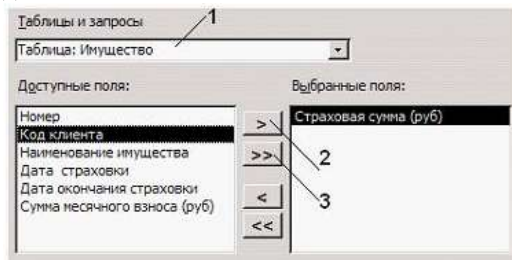 Таблицы и запросы
1
Таблица: Имущество
Доступные поля:
Выбранные поля:
Номер
Код клиента
Наименование имущества
Дата страховки
Дата окончания страховки
Сумма месячного взноса (руб)
>
>>
<
<<
2
3
Страховая сумма (руб)